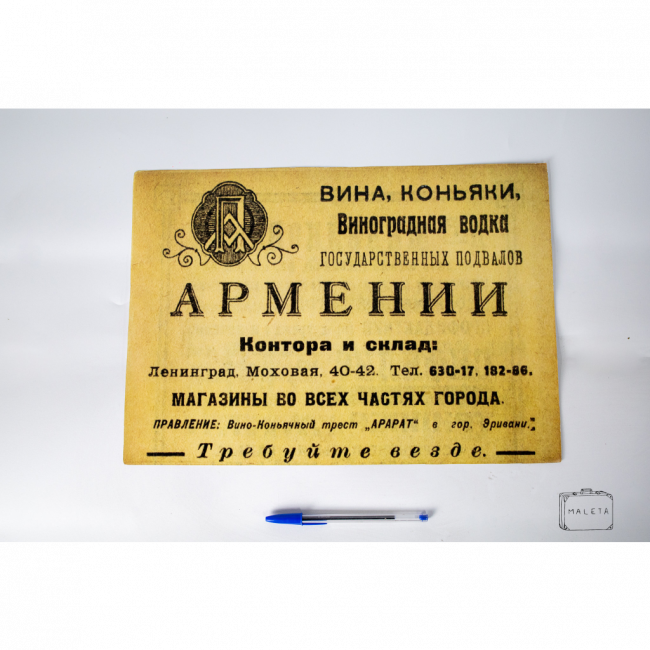 ВИНА, КОНЬЯКИ,
Виноградная водка
ГОСУДАРСТВЕННЫХ ПОДВАЛОВ
АРМЕНИИ
Контора и склад:
Ленинград, Моховая, 40-42. Тел. 630-17, 182-86.
МАГАЗИНЫ ВО ВСЕХ ЧАСТЯХ ГОРОДА.
ПРАВЛЕНИЕ: Вино-Коньячный трест „АРАРАТ“ в гор. Эривани.
Требуйте везде.
MALETA